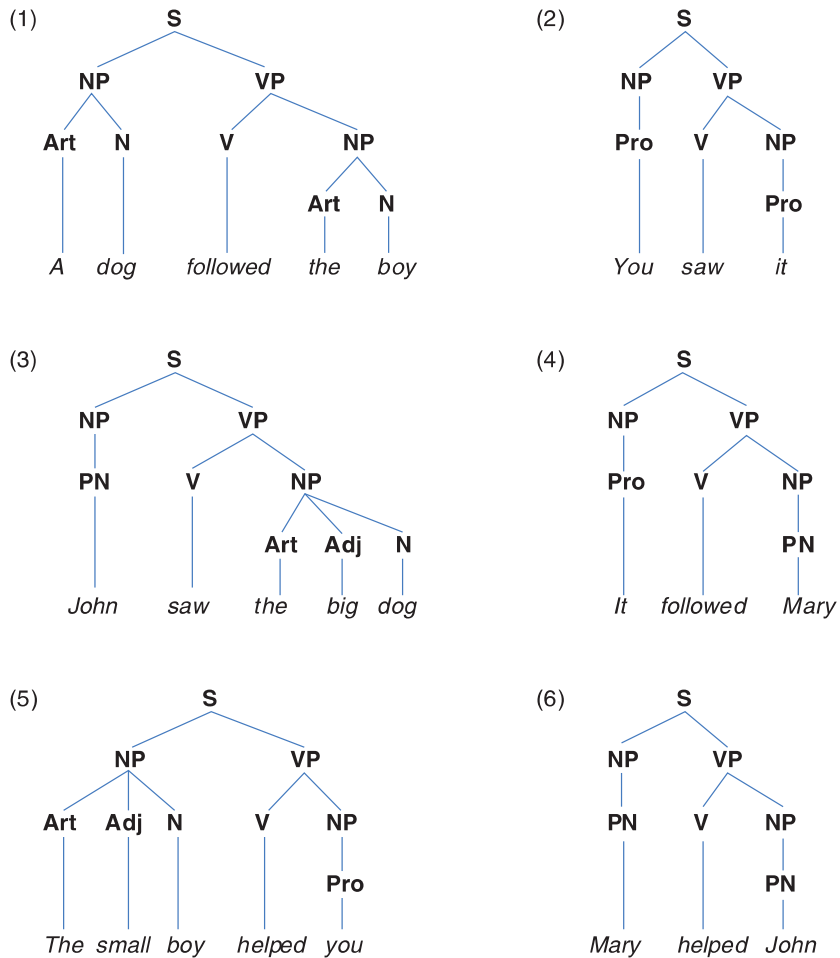 (1)
S
NP VP
Art N V NP
Art N
A dog followed the boy
(2)
S
NP VP
Pro V NP
Pro
You saw it
(3)
S
NP VP
PN V NP
Art Adj N
John saw the big dog
(4)
S
NP VP
Pro V NP
PN
It followed Mary
(5)
S
NP VP
Art Adj N V NP
Pro
The small boy helped you
(6)
S
NP VP
PN V NP
PN
Mary helped John